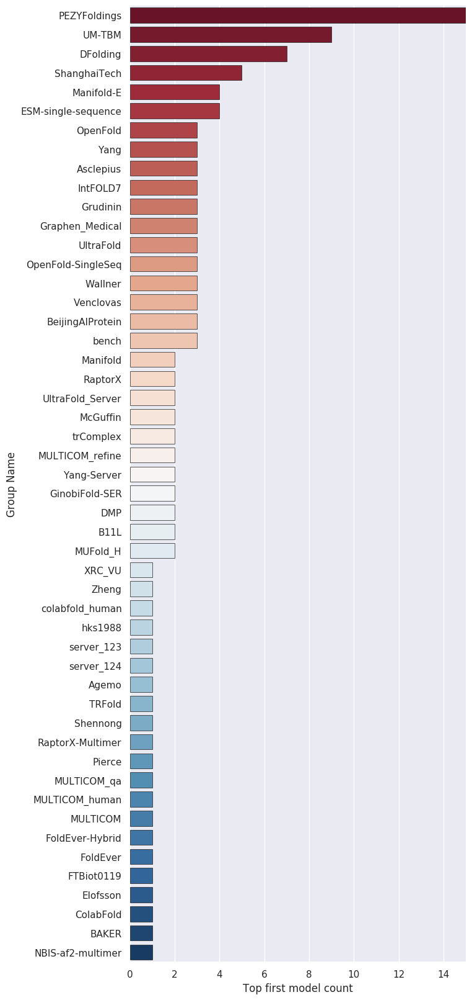 PEZYFoldings
UM-TBM
DFolding
ShanghaiTech
Manifold-E
ESM-single-sequence
OpenFold
Yang
Asclepius
IntFOLD7
Grudinin
Graphen_Medical
UltraFold
OpenFold-SingleSeq
Wallner
Venclovas
BeijingAIProtein
bench
Manifold
RaptorX
UltraFold_Server
McGuffin
trComplex
MULTICOM_refine
Yang-Server
GinobiFold-SER
DMP
B11L
MUFold_H
XRC_VU
Zheng
colabfold_human
hks1988
server_123
server_124
Agemo
TRFold
Shennong
RaptorX-Multimer
Pierce
MULTICOM_qa
MULTICOM_human
MULTICOM
FoldEver-Hybrid
FoldEver
FTBiot0119
Elofsson
ColabFold
BAKER
NBIS-af2-multimer
Group Name
0 2 4 6 8 10 12 14
Top first model count